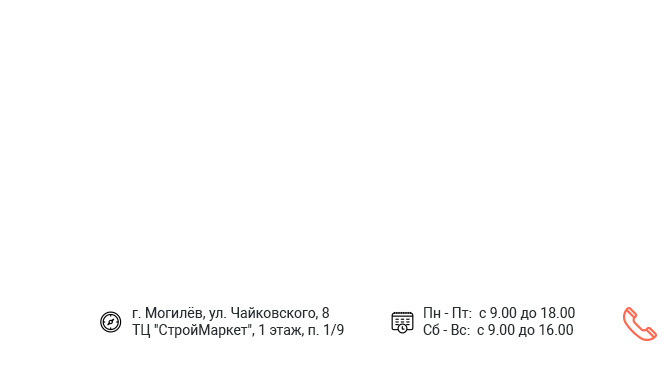 г. Могилёв, ул. Чайковского, 8
ТЦ "СтройМаркет", 1 этаж, п. 1/9
Пн - Пт:  с 9.00 до 18.00
Сб - Вс:  с 9.00 до 16.00